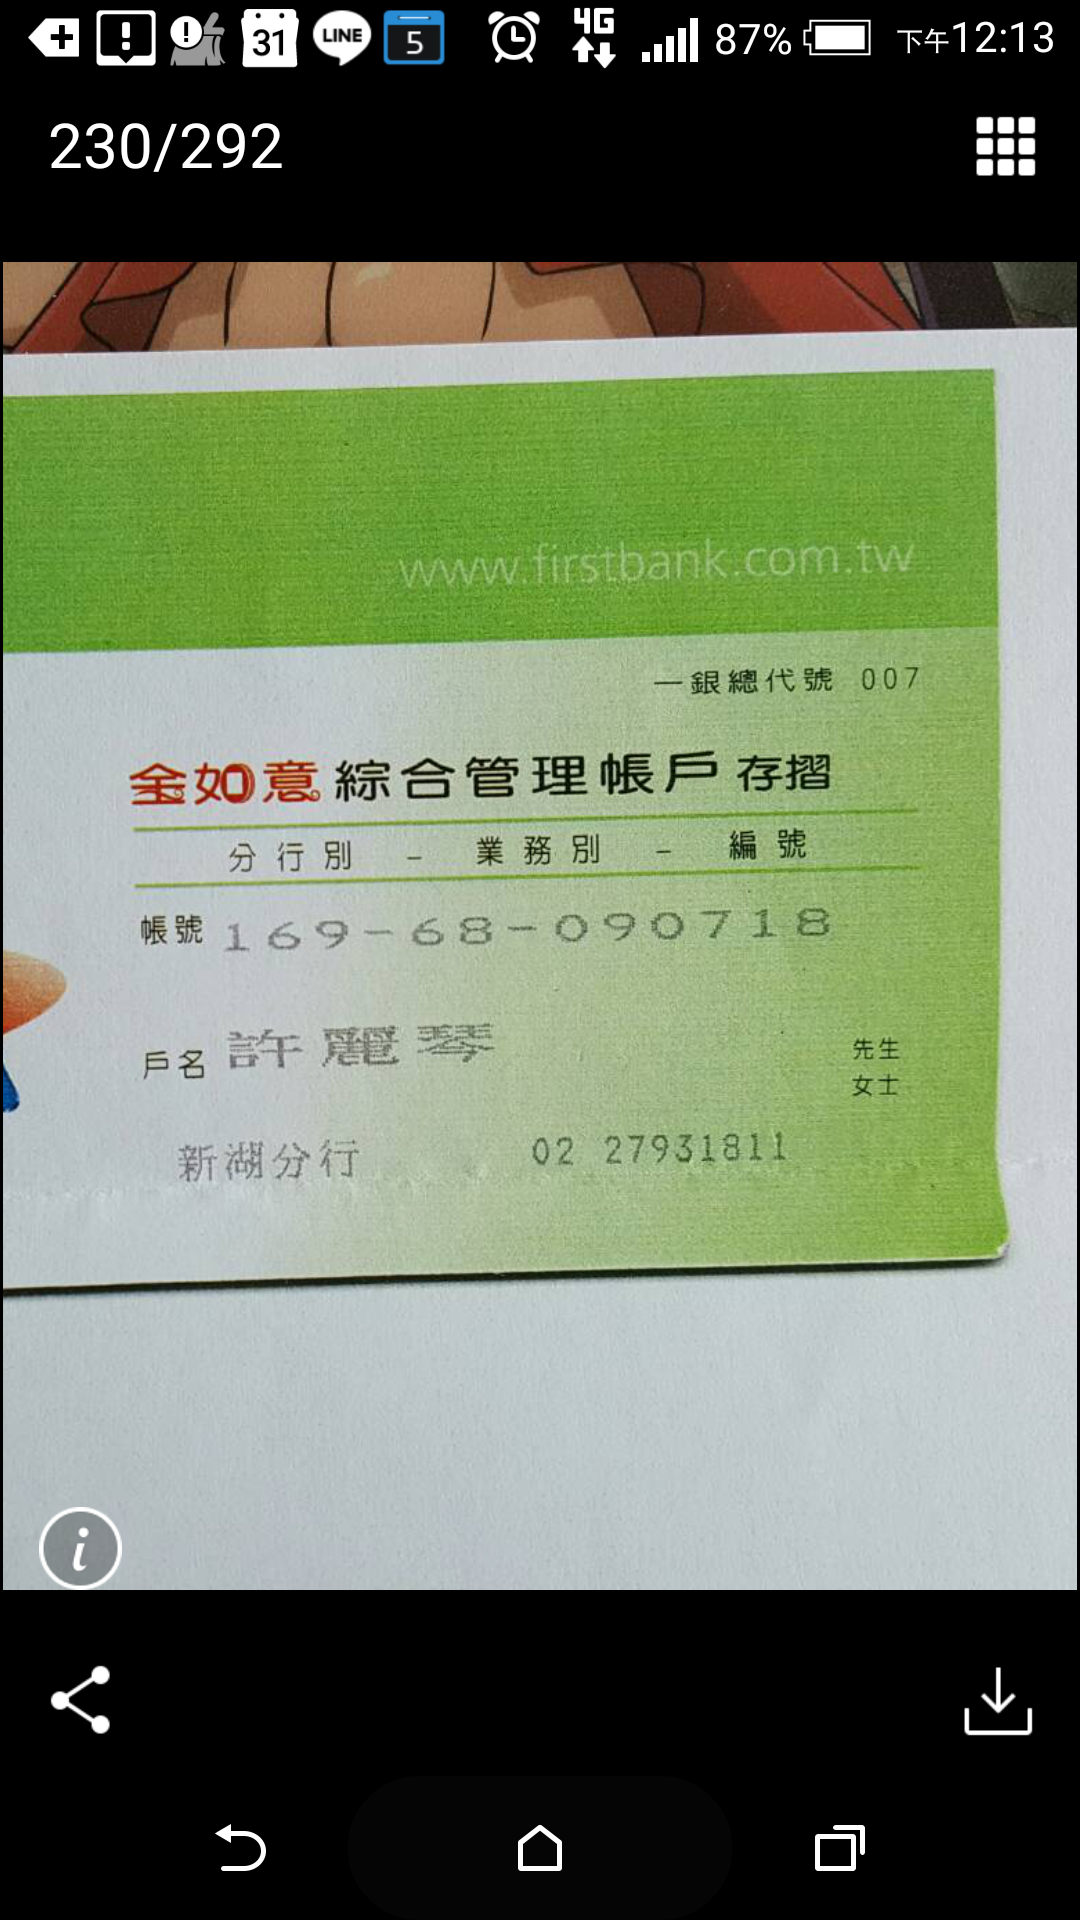 31
LINE
5
4G
87%
下午12:13
230/292
www.firstbank.com.tw
一銀總代號 007
金如意綜合管理帳戶存摺
分行別 - 業務別 - 編號
帳號 169-68-090718
戶名 許麗琴 先生
女士
新湖分行 02 27931811
i